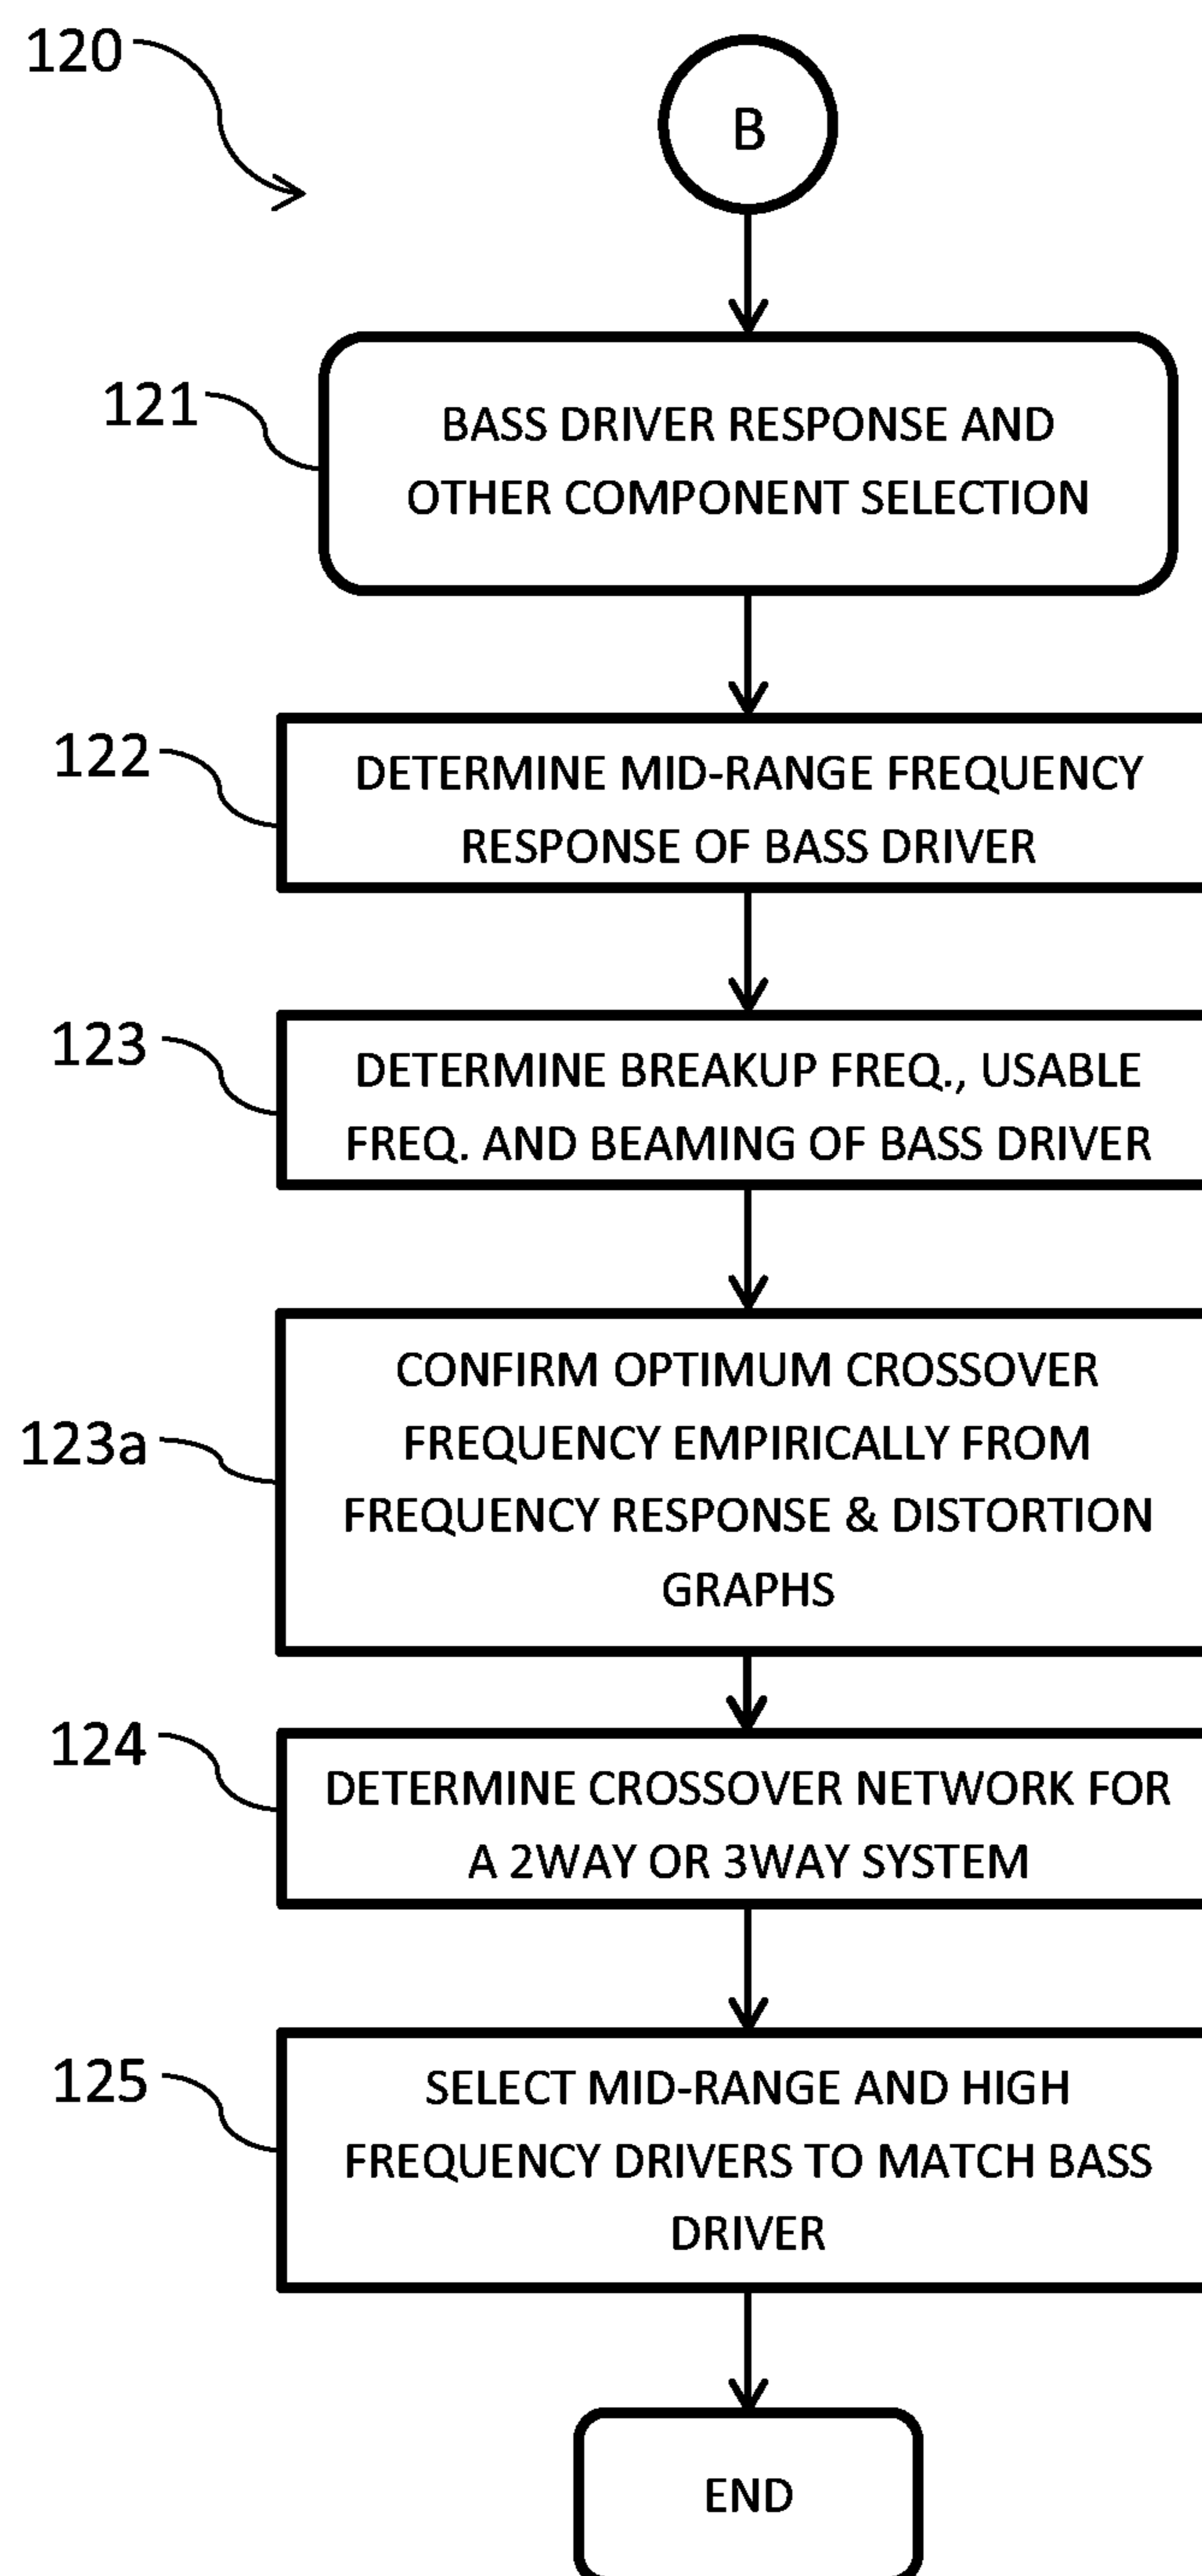 120
B
121
BASS DRIVER RESPONSE AND
OTHER COMPONENT SELECTION
122
DETERMINE MID-RANGE FREQUENCY
RESPONSE OF BASS DRIVER
123
DETERMINE BREAKUP FREQ., USABLE
FREQ. AND BEAMING OF BASS DRIVER
123a
CONFIRM OPTIMUM CROSSOVER
FREQUENCY EMPIRICALLY FROM
FREQUENCY RESPONSE & DISTORTION
GRAPHS
124
DETERMINE CROSSOVER NETWORK FOR
A 2WAY OR 3WAY SYSTEM
125
SELECT MID-RANGE AND HIGH
FREQUENCY DRIVERS TO MATCH BASS
DRIVER
END